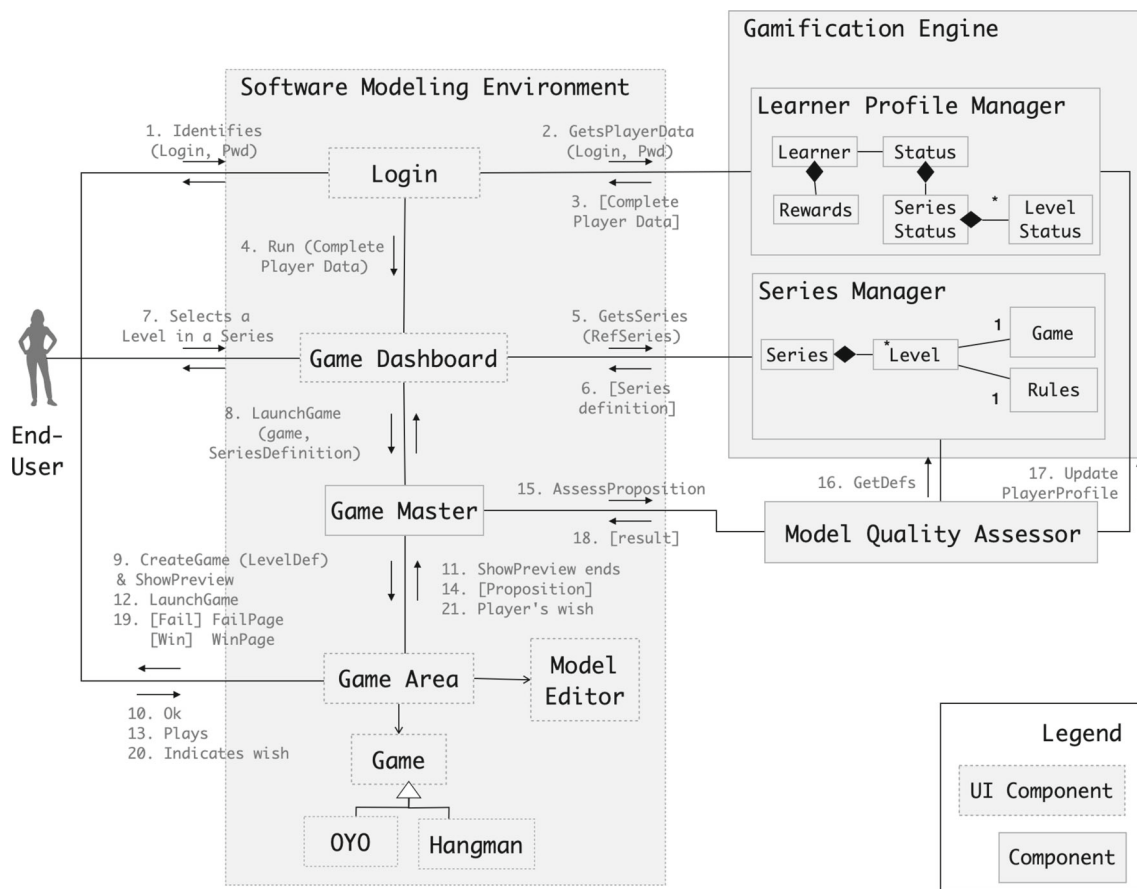 Gamification Engine
Software Modeling Environment
Learner Profile Manager
1. Identifies
(Login, Pwd)
2. GetsPlayerData
(Login, Pwd)
Login
Learner
Status
3. [Complete
Player Data]
Rewards
Series
Status
*
Level
Status
4. Run (Complete
Player Data)
Series Manager
7. Selects a
Level in a Series
5. GetsSeries
(RefSeries)
Game Dashboard
Series
*
Level
1
Game
1
Rules
6. [Series
definition]
End-
User
8. LaunchGame
(game,
SeriesDefinition)
16. GetDefs
17. Update
PlayerProfile
15. AssessProposition
Game Master
18. [result]
Model Quality Assessor
9. CreateGame (LevelDef)
& ShowPreview
12. LaunchGame
19. [Fail] FailPage
[Win] WinPage
11. ShowPreview ends
14. [Proposition]
21. Player's wish
Game Area
Model
Editor
10. Ok
13. Plays
20. Indicates wish
Game
OYO
Hangman
Legend
UI Component
Component